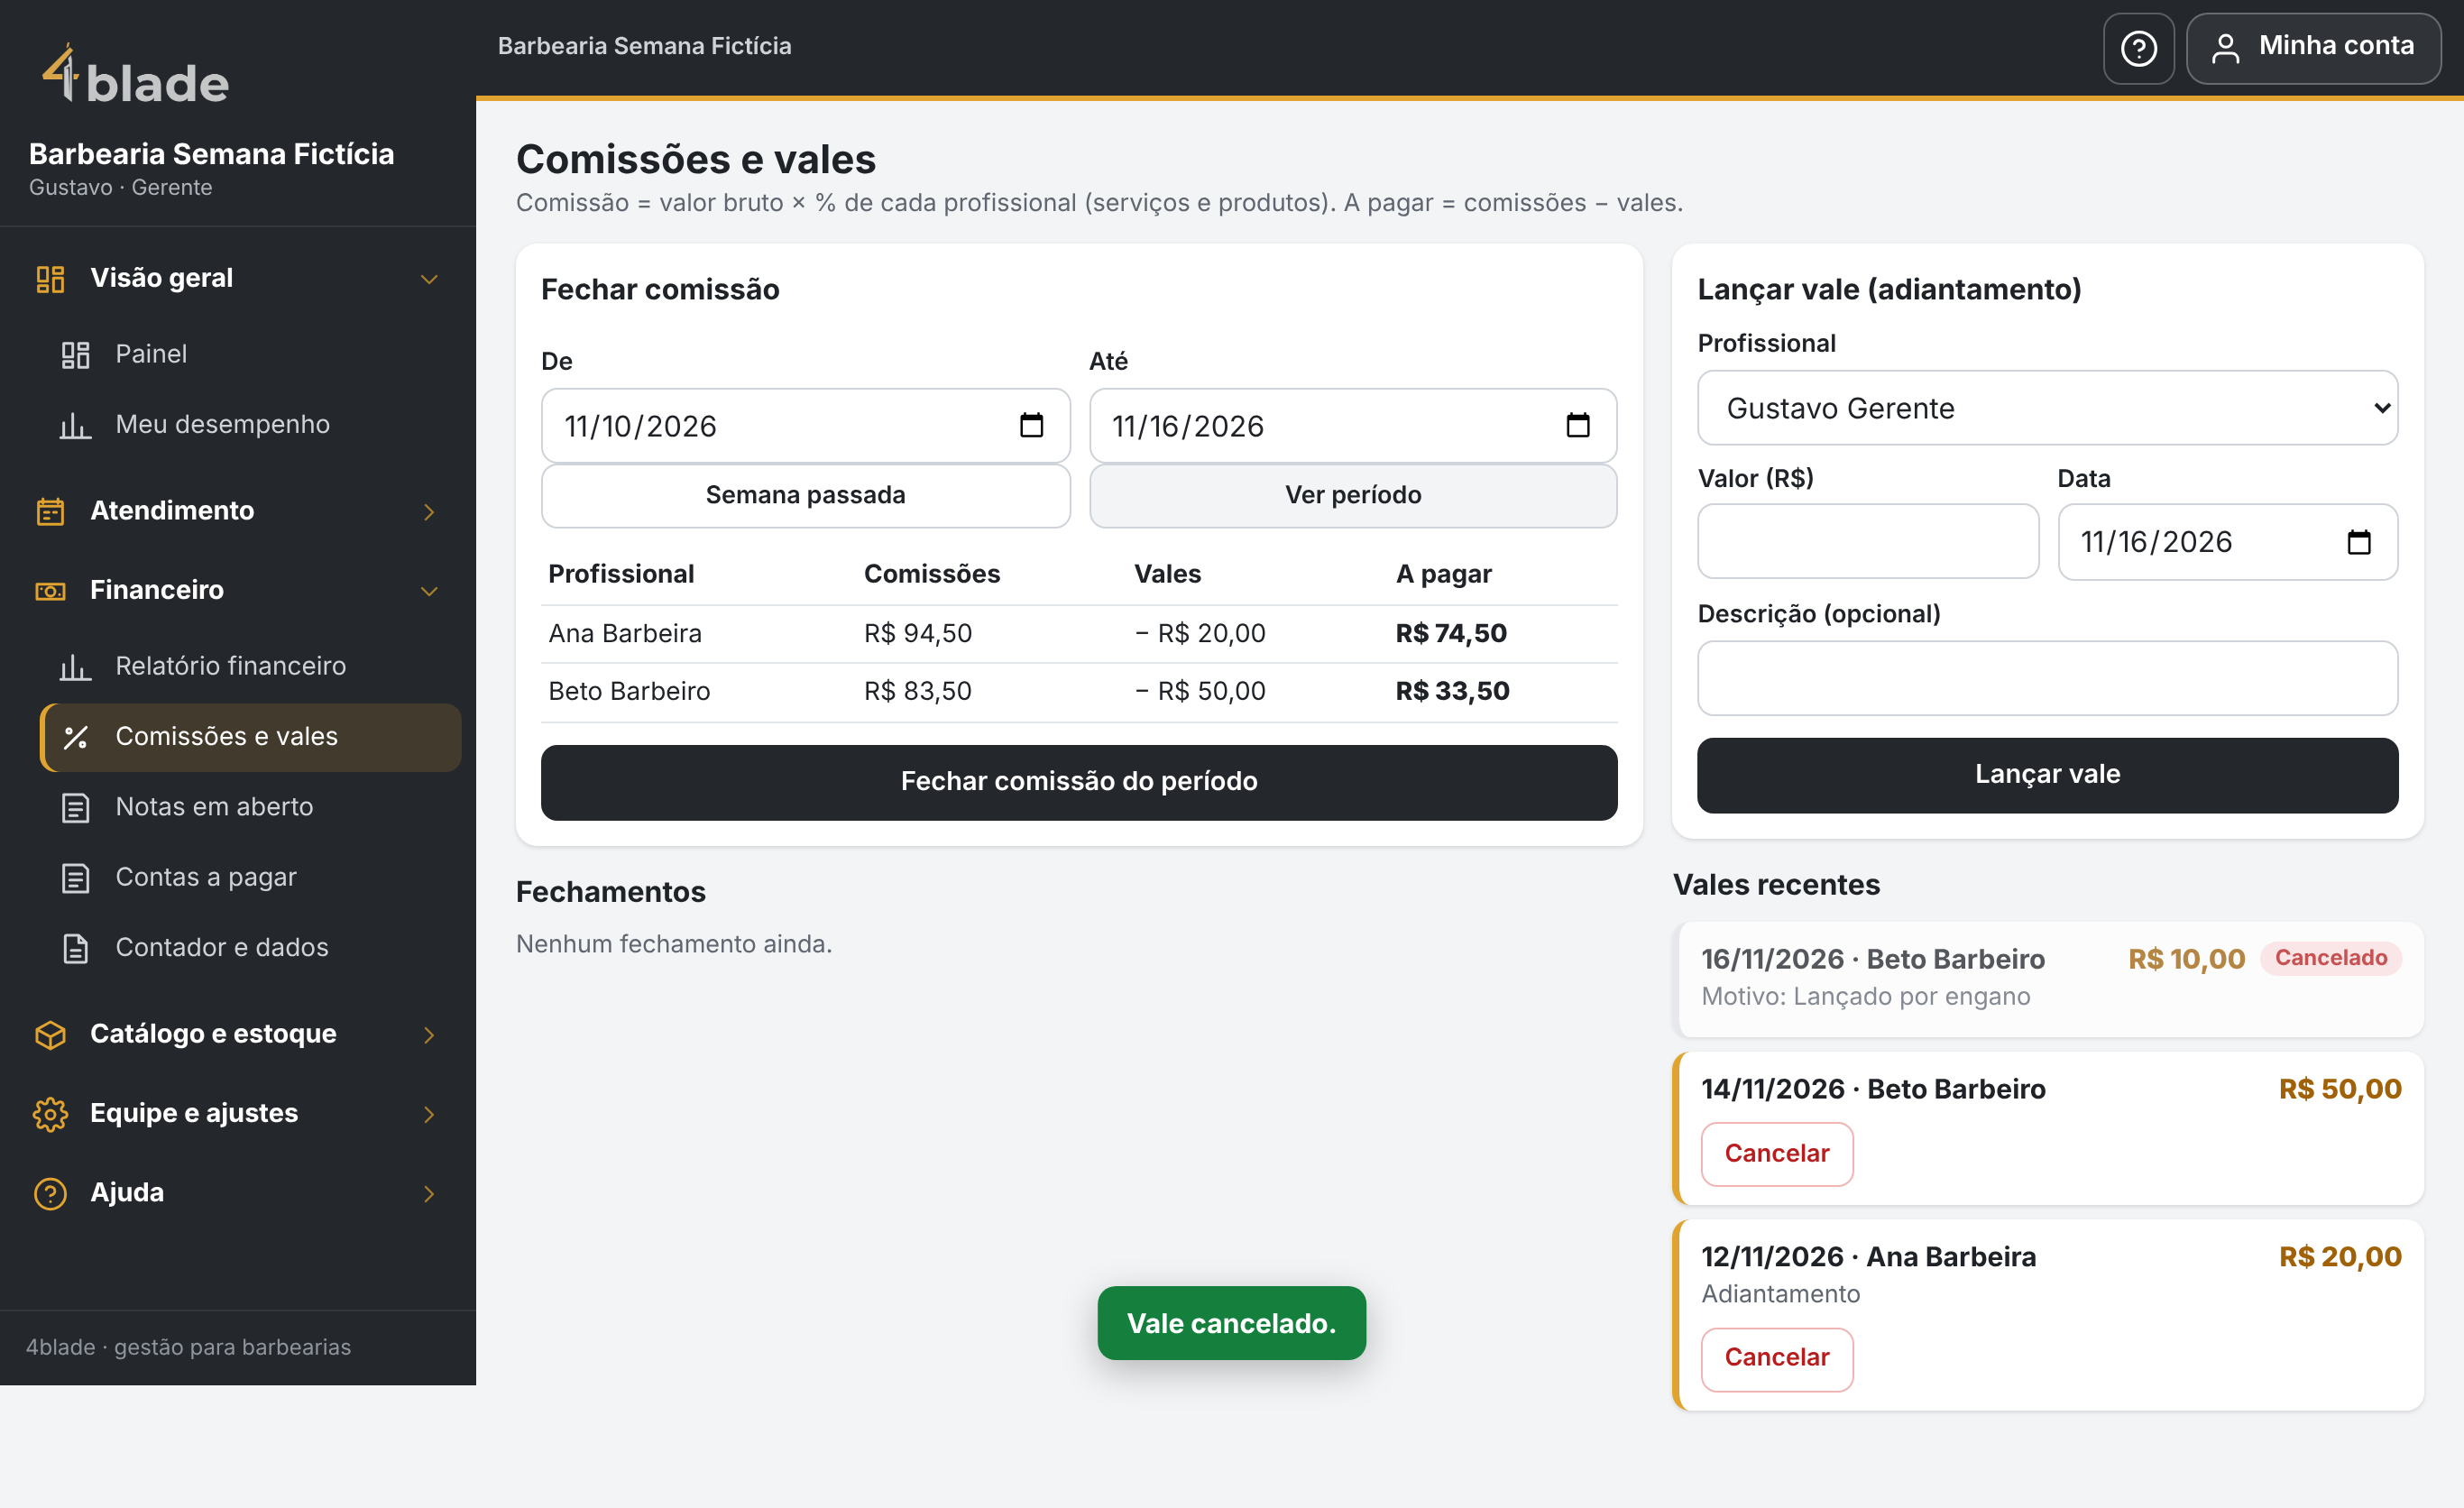 4blade
Barbearia Semana Fictícia
Gustavo · Gerente
Visão geral
Painel
Meu desempenho
Atendimento
Financeiro
Relatório financeiro
Comissões e vales
Notas em aberto
Contas a pagar
Contador e dados
Catálogo e estoque
Equipe e ajustes
Ajuda
4blade · gestão para barbearias
Barbearia Semana Fictícia
Minha conta
Comissões e vales
Comissão = valor bruto × % de cada profissional (serviços e produtos). A pagar = comissões − vales.
Fechar comissão
De Até
11/10/2026 11/16/2026
Semana passada Ver período
Profissional Comissões Vales A pagar
Ana Barbeira R$ 94,50 − R$ 20,00 R$ 74,50
Beto Barbeiro R$ 83,50 − R$ 50,00 R$ 33,50
Fechar comissão do período
Fechamentos
Nenhum fechamento ainda.
Lançar vale (adiantamento)
Profissional
Gustavo Gerente
Valor (R$) Data
11/16/2026
Descrição (opcional)
Lançar vale
Vales recentes
16/11/2026 · Beto Barbeiro R$ 10,00 Cancelado
Motivo: Lançado por engano
14/11/2026 · Beto Barbeiro R$ 50,00
Cancelar
12/11/2026 · Ana Barbeira R$ 20,00
Adiantamento
Cancelar
Vale cancelado.